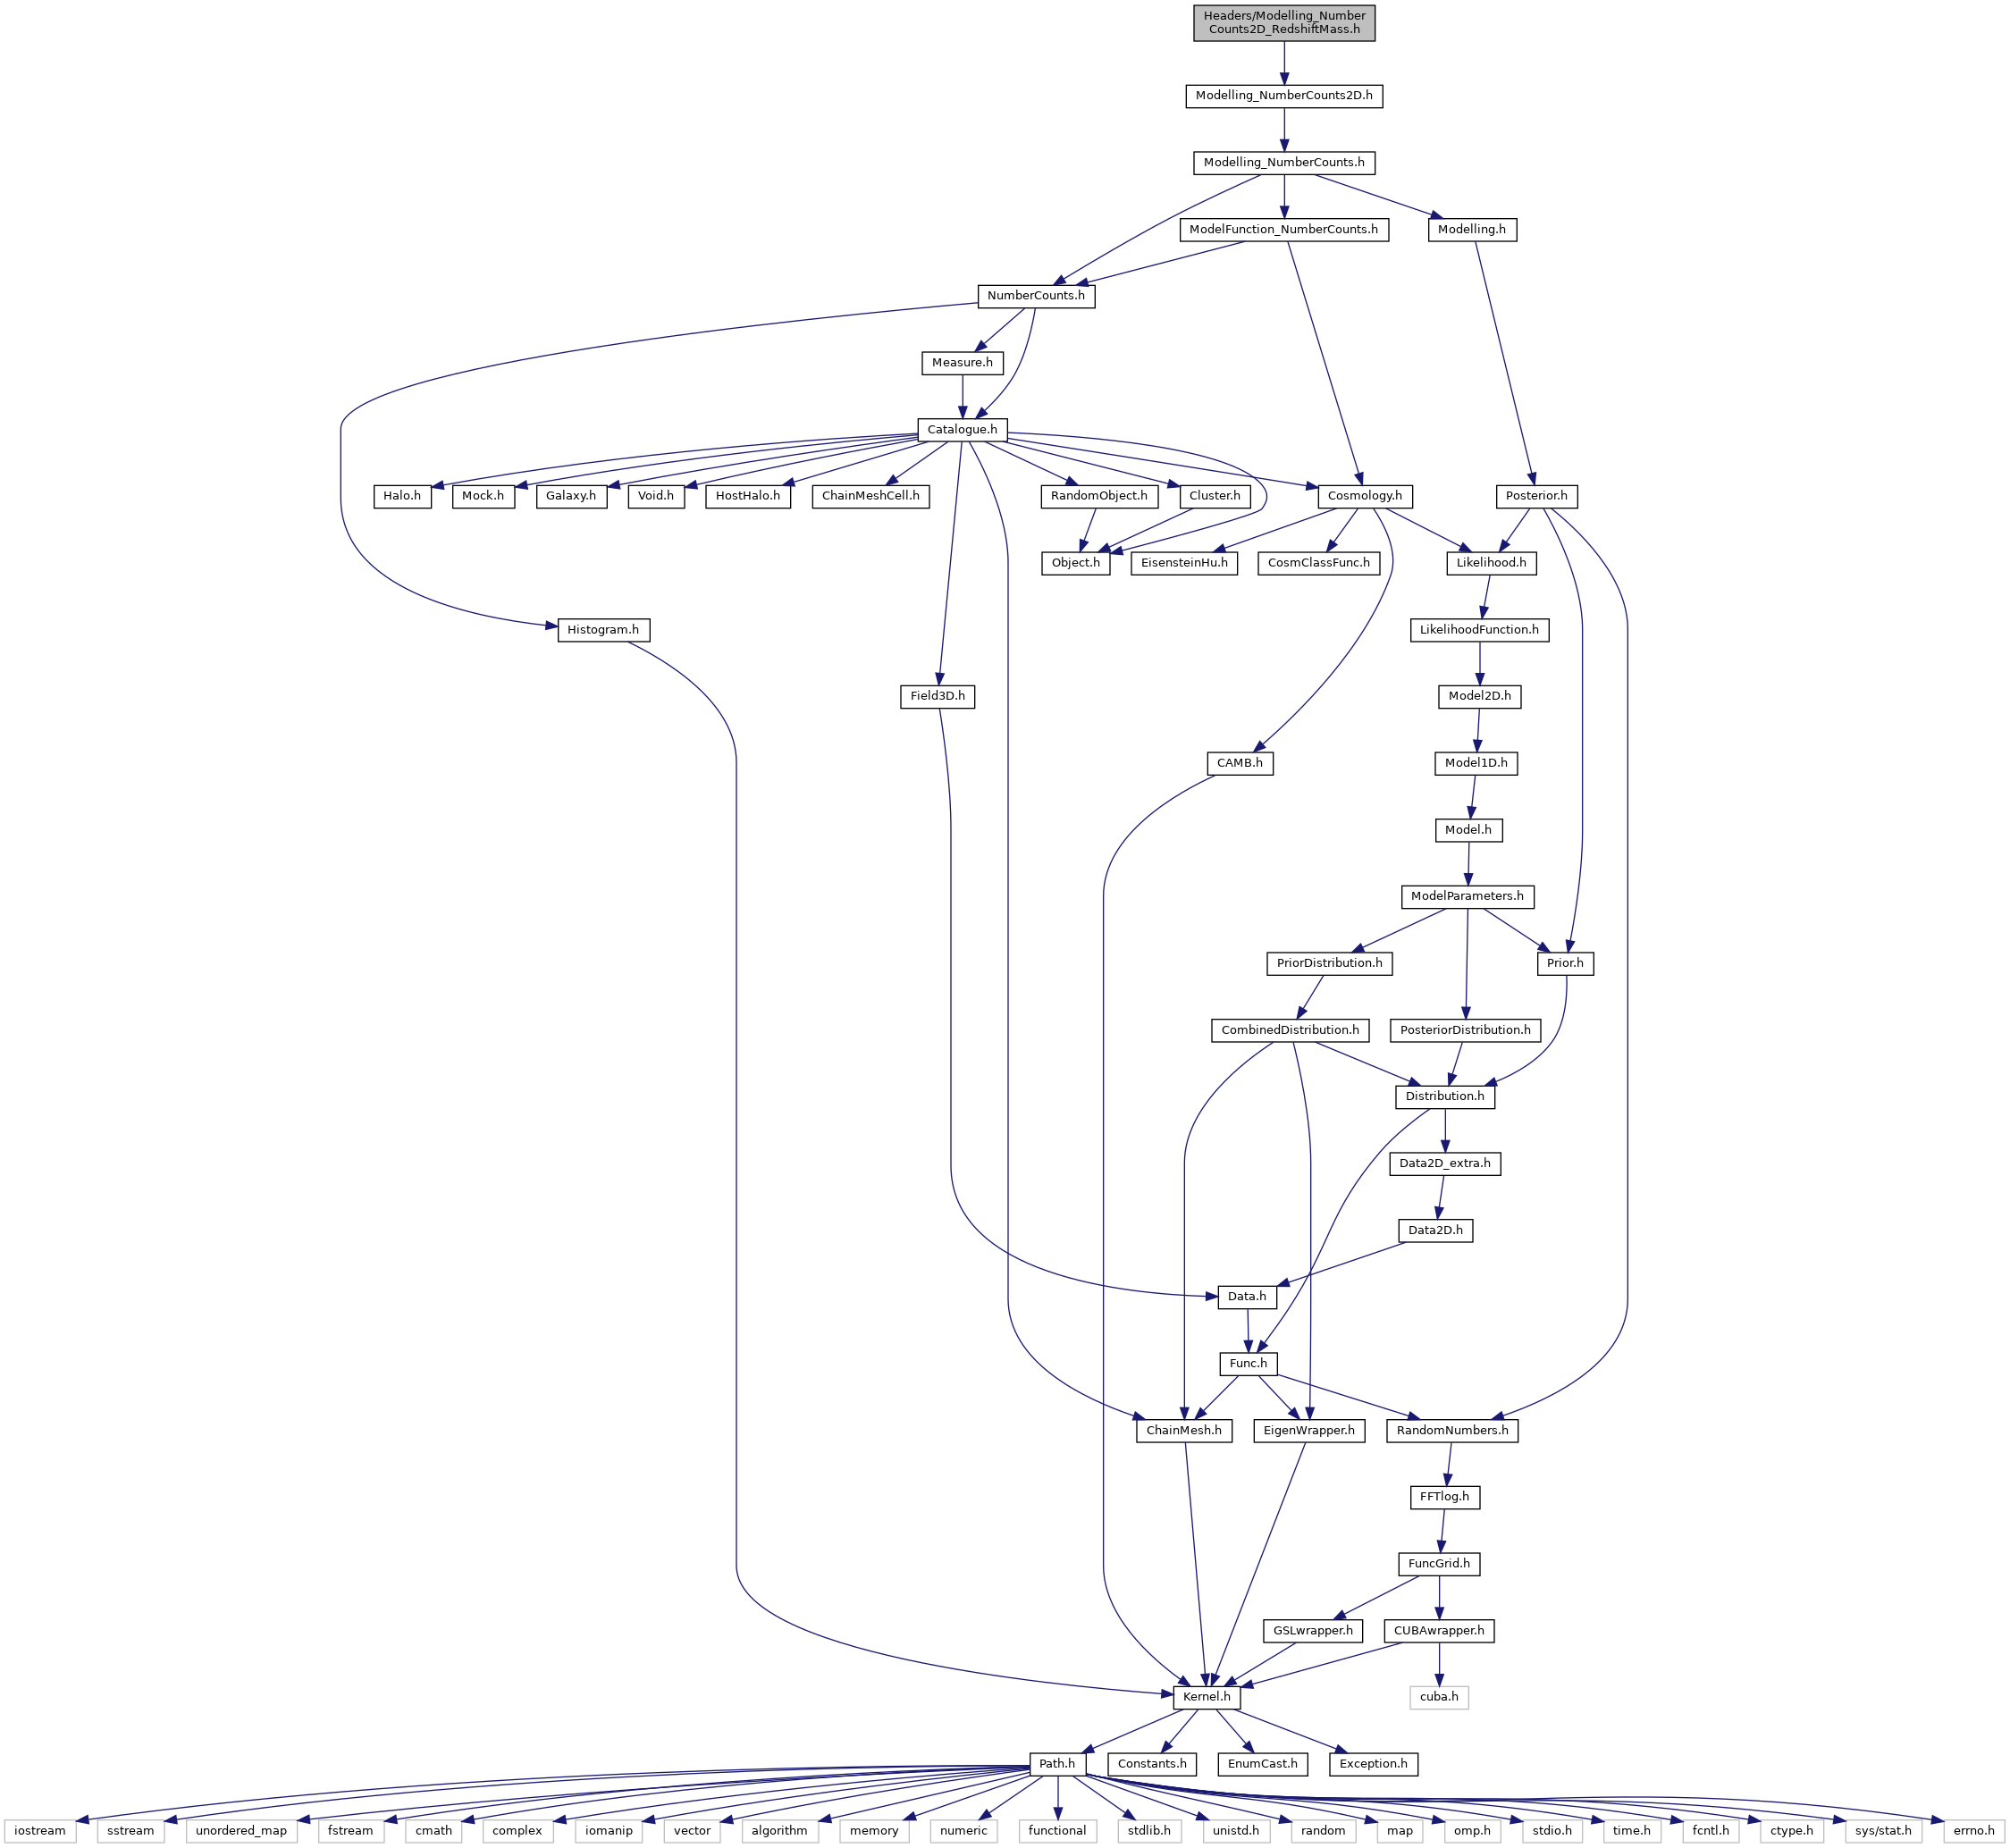 Headers/Modelling_Number
Counts2D_RedshiftMass.h
Modelling_NumberCounts2D.h
Modelling_NumberCounts.h
ModelFunction_NumberCounts.h
Modelling.h
NumberCounts.h
Measure.h
Catalogue.h
Halo.h
Mock.h
Galaxy.h
Void.h
HostHalo.h
ChainMeshCell.h
RandomObject.h
Cluster.h
Cosmology.h
Posterior.h
Object.h
EisensteinHu.h
CosmClassFunc.h
Likelihood.h
Histogram.h
LikelihoodFunction.h
Field3D.h
Model2D.h
CAMB.h
Model1D.h
Model.h
ModelParameters.h
PriorDistribution.h
Prior.h
CombinedDistribution.h
PosteriorDistribution.h
Distribution.h
Data2D_extra.h
Data2D.h
Data.h
Func.h
ChainMesh.h
EigenWrapper.h
RandomNumbers.h
FFTlog.h
FuncGrid.h
GSLwrapper.h
CUBAwrapper.h
Kernel.h
cuba.h
Path.h
Constants.h
EnumCast.h
Exception.h
iostream
sstream
unordered_map
fstream
cmath
complex
iomanip
vector
algorithm
memory
numeric
functional
stdlib.h
unistd.h
random
map
omp.h
stdio.h
time.h
fcntl.h
ctype.h
sys/stat.h
errno.h